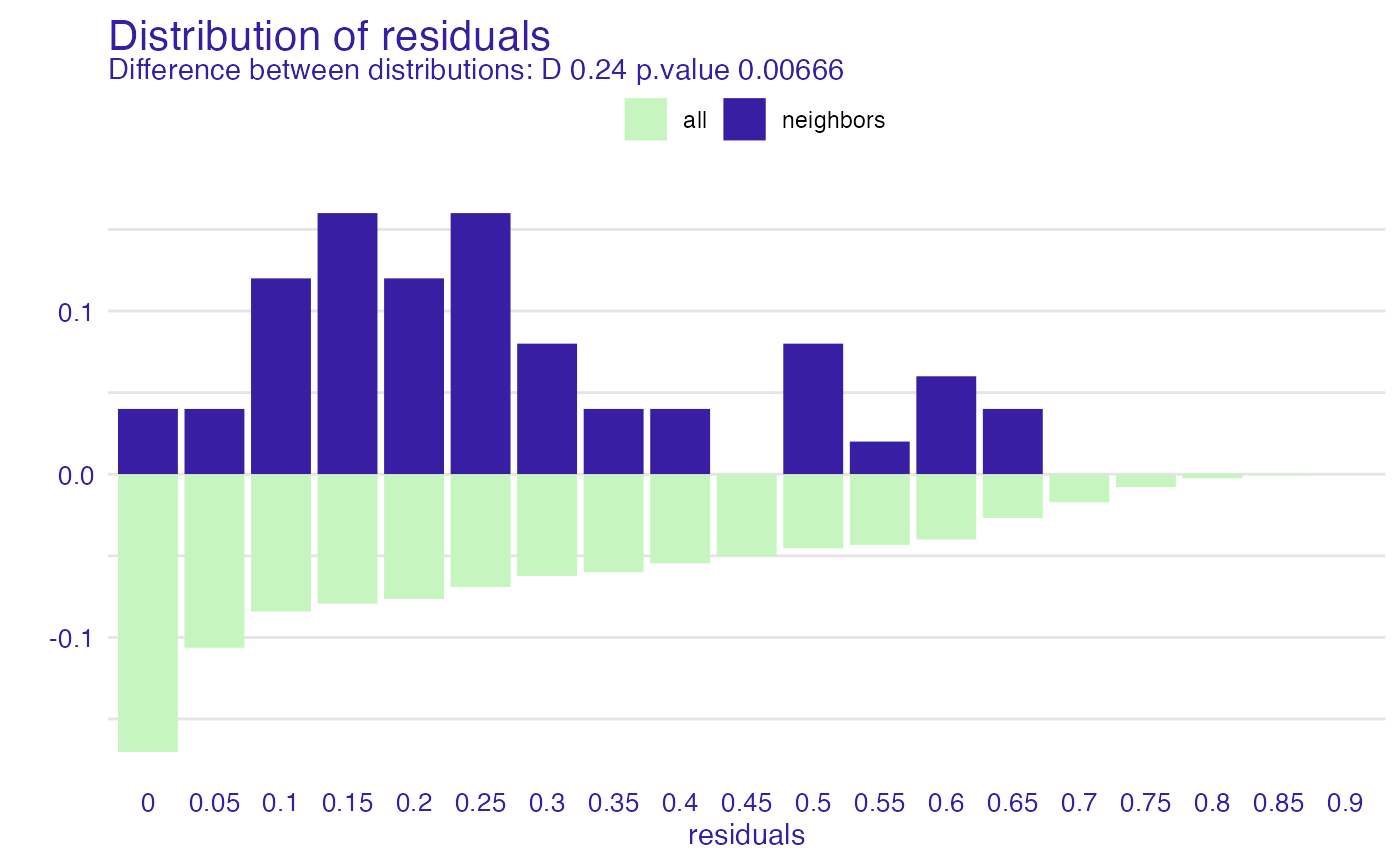 Distribution of residuals
Difference between distributions: D 0.24 p.value 0.00666
all neighbors
0.1
0.0
-0.1
0 0.05 0.1 0.15 0.2 0.25 0.3 0.35 0.4 0.45 0.5 0.55 0.6 0.65 0.7 0.75 0.8 0.85 0.9
residuals